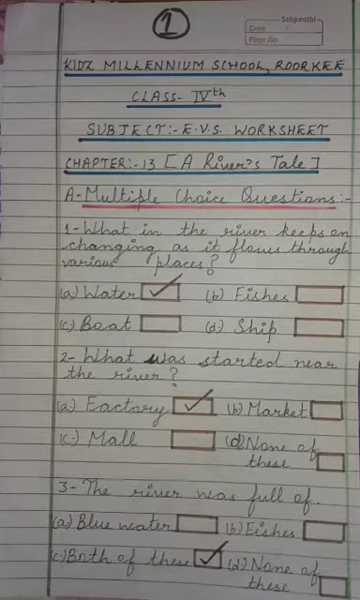 1
Sabpaathi
Date
Page No.
KIDZ MILLENNIUM SCHOOL, ROORKEE
CLASS- IVth
SUBJECT:- E.V.S. WORKSHEET
CHAPTER:- 13 [A River's Tale]
A- Multiple Choice Questions:-
1- What in the river keeps on
changing as it flows through
various places?
(a) Water ✓ (b) Fishes
(c) Boat (d) Ship
2- What was started near
the river?
(a) Factory ✓ (b) Market
(c) Mall (d) None of
these
3- The river was full of.
(a) Blue water (b) Fishes
(c) Both of these ✓ (d) None of
these